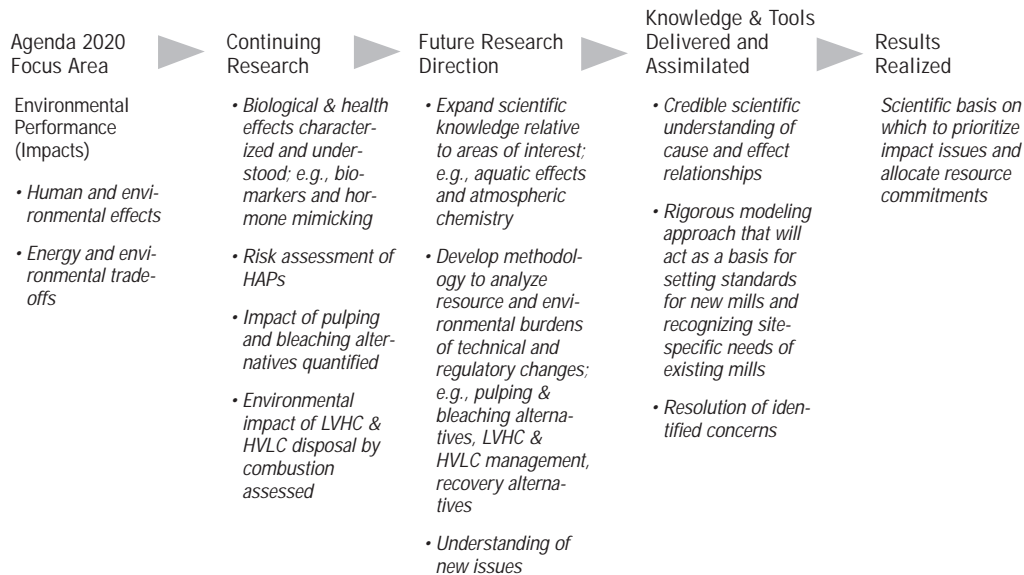 Agenda 2020
Focus Area
Environmental
Performance
(Impacts)
• Human and envi-
ronmental effects
• Energy and envi-
ronmental trade-
offs
Continuing
Research
• Biological & health
effects character-
ized and under-
stood; e.g., bio-
markers and hor-
mone mimicking
• Risk assessment of
HAPs
• Impact of pulping
and bleaching alter-
natives quantified
• Environmental
impact of LVHC &
HVLC disposal by
combustion
assessed
Future Research
Direction
• Expand scientific
knowledge relative
to areas of interest;
e.g., aquatic effects
and atmospheric
chemistry
• Develop methodol-
ogy to analyze
resource and envi-
ronmental burdens
of technical and
regulatory changes;
e.g., pulping &
bleaching alterna-
tives, LVHC &
HVLC management,
recovery alterna-
tives
• Understanding of
new issues
Knowledge & Tools
Delivered and
Assimilated
• Credible scientific
understanding of
cause and effect
relationships
• Rigorous modeling
approach that will
act as a basis for
setting standards
for new mills and
recognizing site-
specific needs of
existing mills
• Resolution of iden-
tified concerns
Results
Realized
Scientific basis on
which to prioritize
impact issues and
allocate resource
commitments